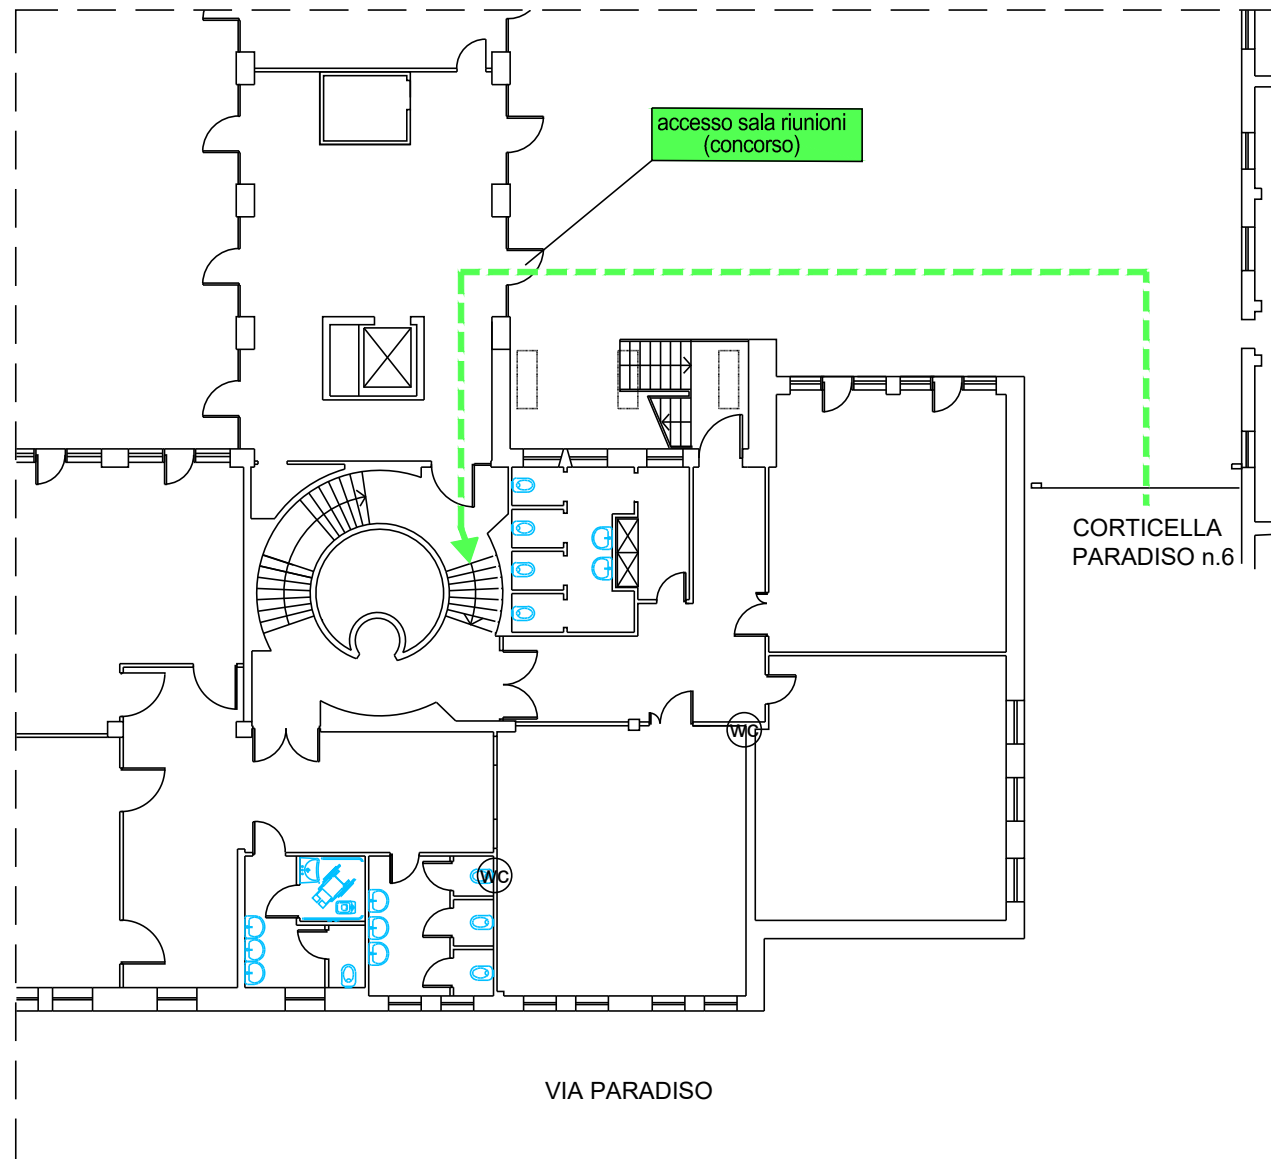 accesso sala riunioni
(concorso)
CORTICELLA
PARADISO n.6
WC
WC
VIA PARADISO